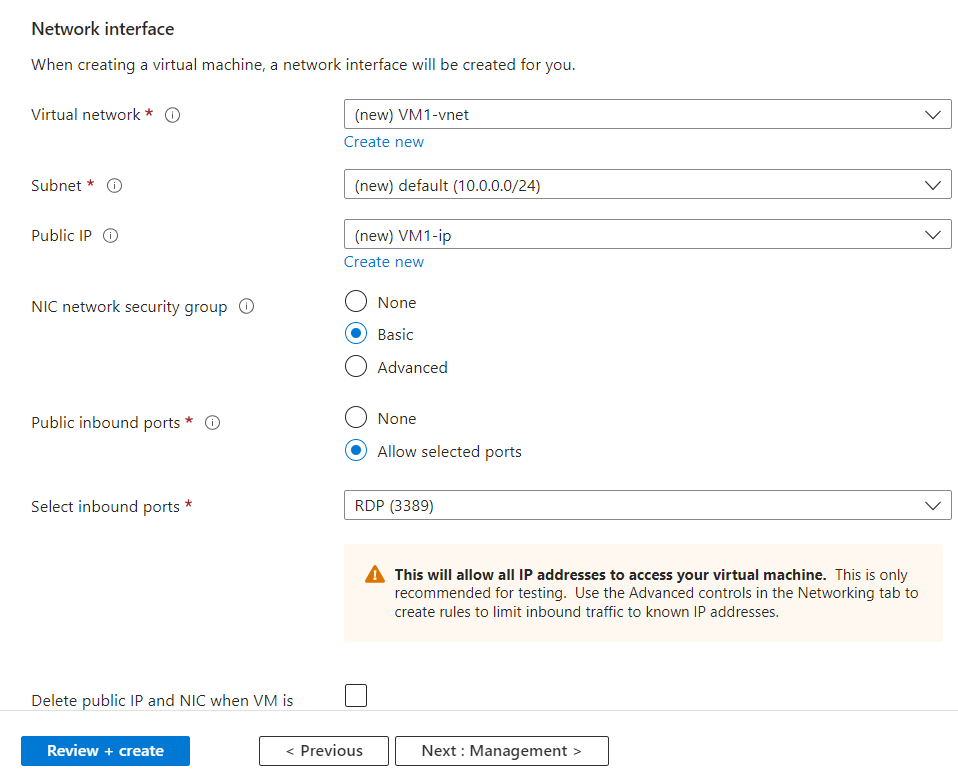 Network interface
When creating a virtual machine, a network interface will be created for you.
Virtual network *
(new) VM1-vnet
Create new
Subnet *
(new) default (10.0.0.0/24)
Public IP
(new) VM1-ip
Create new
NIC network security group
None
Basic
Advanced
Public inbound ports *
None
Allow selected ports
Select inbound ports *
RDP (3389)
This will allow all IP addresses to access your virtual machine. This is only
recommended for testing. Use the Advanced controls in the Networking tab to
create rules to limit inbound traffic to known IP addresses.
Delete public IP and NIC when VM is
Review + create
< Previous
Next : Management >